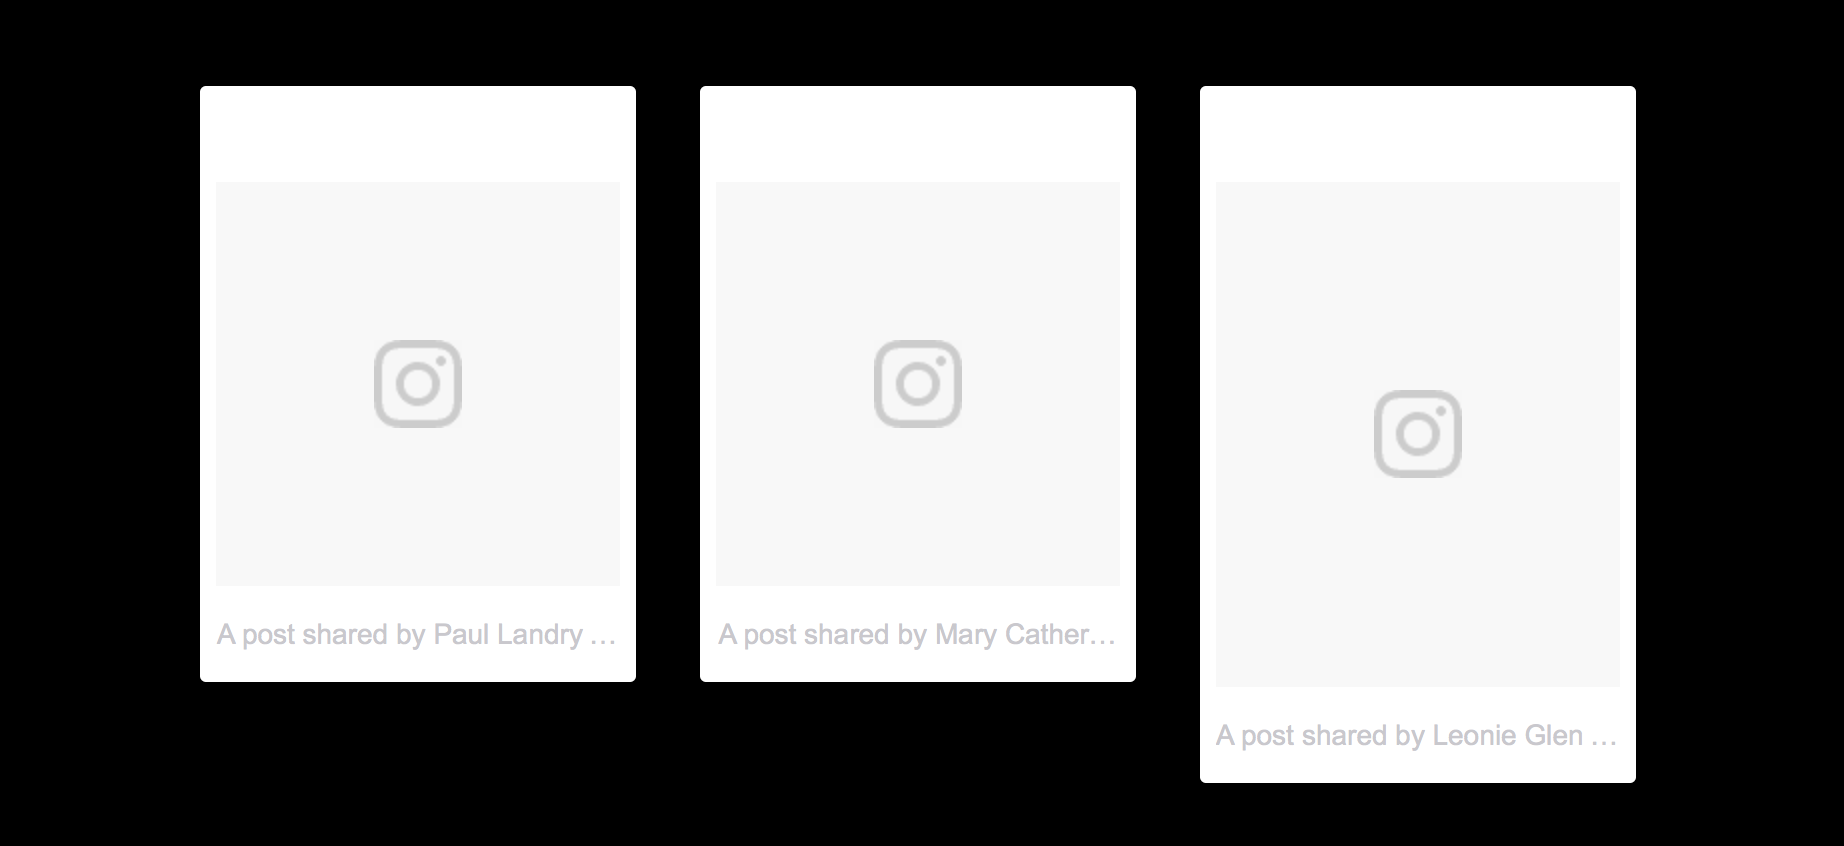 A post shared by Paul Landry …
A post shared by Mary Cather…
A post shared by Leonie Glen …